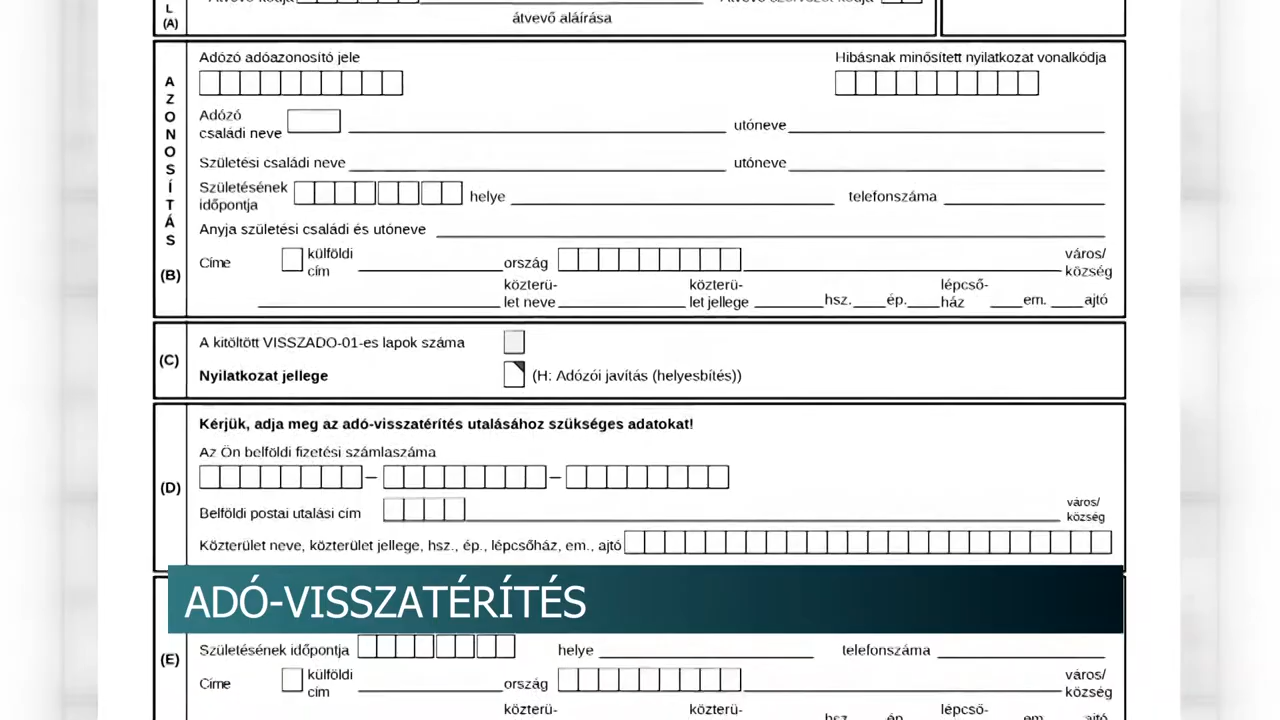 L
(A)
átvevő aláírása
AZONOSÍTÁS
(B)
Adózó adóazonosító jele
Hibásnak minősített nyilatkozat vonalkódja
Adózó
családi neve
utóneve
Születési családi neve
utóneve
Születésének
időpontja
helye
telefonszáma
Anyja születési családi és utóneve
Címe
külföldi
cím
ország
város/
község
közterü-
let neve
közterü-
let jellege
hsz.
ép.
lépcső-
ház
em.
ajtó
(C)
A kitöltött VISSZADO-01-es lapok száma
Nyilatkozat jellege
(H: Adózói javítás (helyesbítés))
(D)
Kérjük, adja meg az adó-visszatérítés utalásához szükséges adatokat!
Az Ön belföldi fizetési számlaszáma
Belföldi postai utalási cím
város/
község
Közterület neve, közterület jellege, hsz., ép., lépcsőház, em., ajtó
ADÓ-VISSZATÉRÍTÉS
(E)
Születésének időpontja
helye
telefonszáma
Címe
külföldi
cím
ország
város/
község
közterü-
közterü-
hsz.
ép.
lépcső-
em.
ajtó